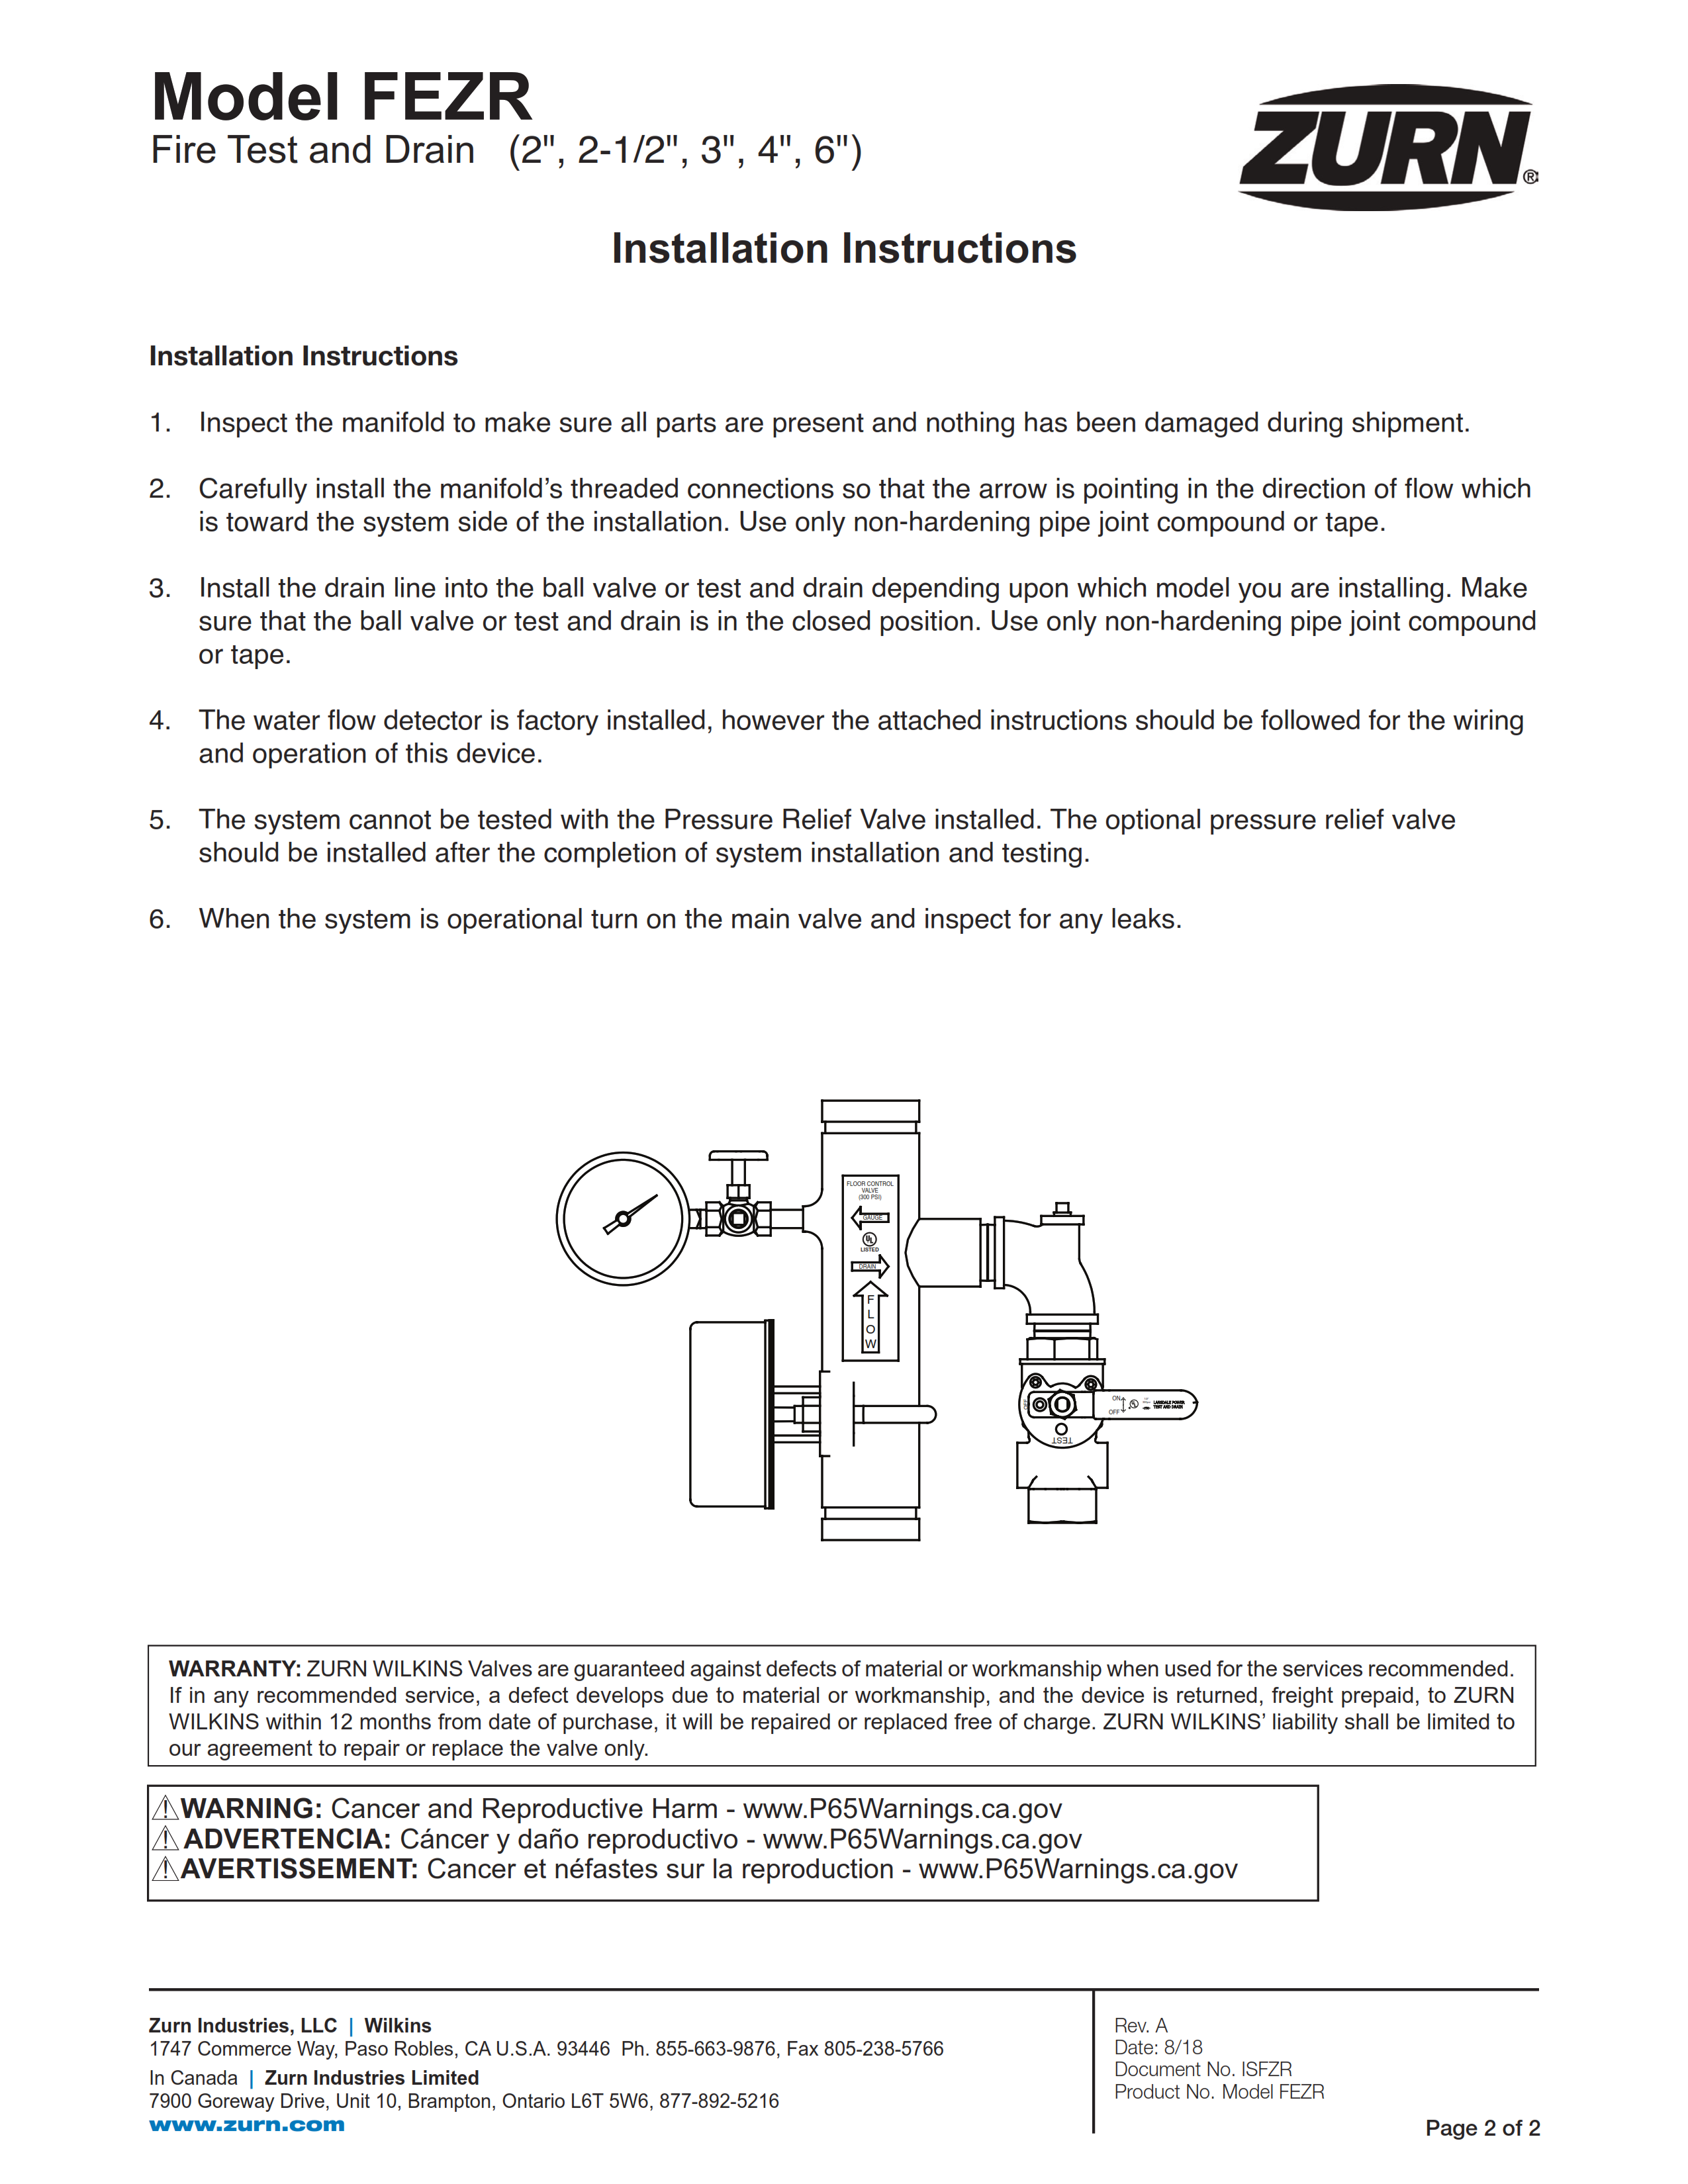 Model FEZR
Fire Test and Drain (2", 2-1/2", 3", 4", 6")
ZURN®
Installation Instructions
Installation Instructions
1. Inspect the manifold to make sure all parts are present and nothing has been damaged during shipment.
2. Carefully install the manifold’s threaded connections so that the arrow is pointing in the direction of flow which
is toward the system side of the installation. Use only non-hardening pipe joint compound or tape.
3. Install the drain line into the ball valve or test and drain depending upon which model you are installing. Make
sure that the ball valve or test and drain is in the closed position. Use only non-hardening pipe joint compound
or tape.
4. The water flow detector is factory installed, however the attached instructions should be followed for the wiring
and operation of this device.
5. The system cannot be tested with the Pressure Relief Valve installed. The optional pressure relief valve
should be installed after the completion of system installation and testing.
6. When the system is operational turn on the main valve and inspect for any leaks.
FLOOR CONTROL
VALVE
(300 PSI)
GAUGE
UL
LISTED
DRAIN
FLOW
OFF
ON
OFF
LANSDALE POWER
TEST AND DRAIN
TEST
WARRANTY: ZURN WILKINS Valves are guaranteed against defects of material or workmanship when used for the services recommended.
If in any recommended service, a defect develops due to material or workmanship, and the device is returned, freight prepaid, to ZURN
WILKINS within 12 months from date of purchase, it will be repaired or replaced free of charge. ZURN WILKINS’ liability shall be limited to
our agreement to repair or replace the valve only.
WARNING: Cancer and Reproductive Harm - www.P65Warnings.ca.gov
ADVERTENCIA: Cáncer y daño reproductivo - www.P65Warnings.ca.gov
AVERTISSEMENT: Cancer et néfastes sur la reproduction - www.P65Warnings.ca.gov
Zurn Industries, LLC | Wilkins
1747 Commerce Way, Paso Robles, CA U.S.A. 93446 Ph. 855-663-9876, Fax 805-238-5766
In Canada | Zurn Industries Limited
7900 Goreway Drive, Unit 10, Brampton, Ontario L6T 5W6, 877-892-5216
www.zurn.com
Rev. A
Date: 8/18
Document No. ISFZR
Product No. Model FEZR
Page 2 of 2